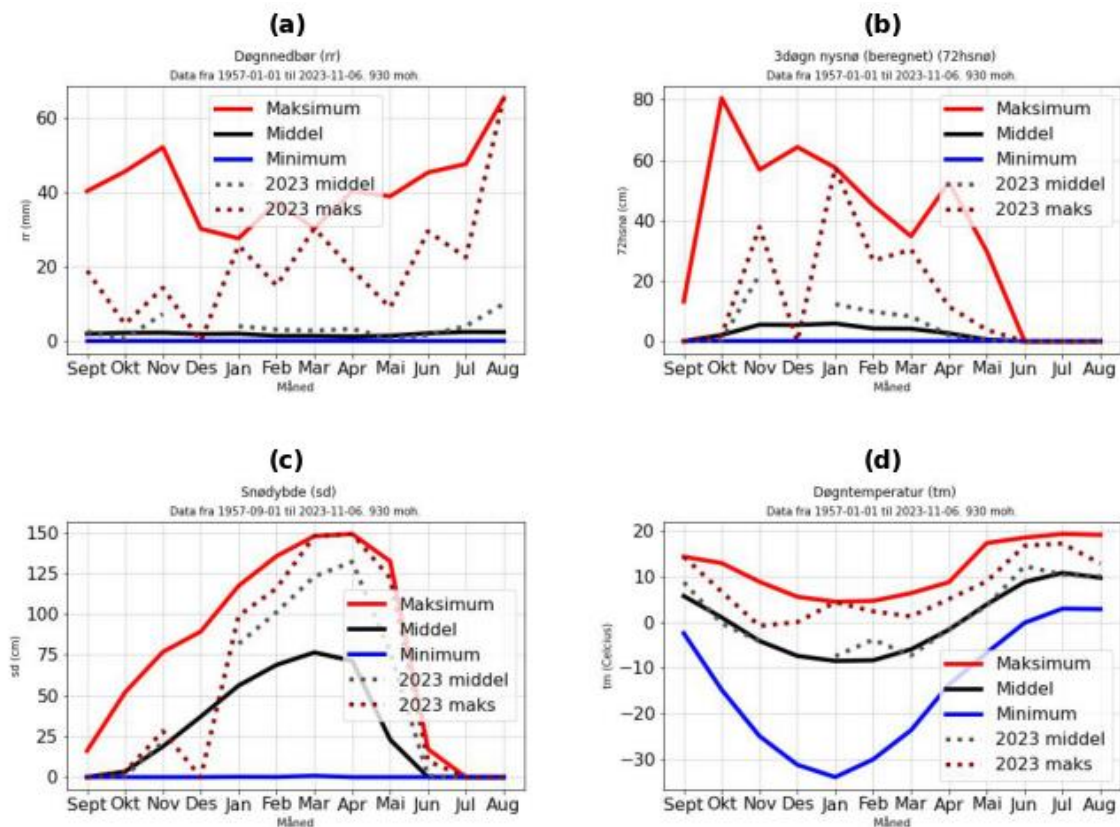 (a)
Døgnnedbør (rr)
Data fra 1957-01-01 til 2023-11-06. 930 moh.
Maksimum
Middel
Minimum
2023 middel
2023 maks
60
40
20
0
rr (mm)
Sept Okt Nov Des Jan Feb Mar Apr Mai Jun Jul Aug
Måned
(b)
3døgn nysnø (beregnet) (72hsnø)
Data fra 1957-01-01 til 2023-11-06. 930 moh.
Maksimum
Middel
Minimum
2023 middel
2023 maks
80
60
40
20
0
72hsnø (cm)
Sept Okt Nov Des Jan Feb Mar Apr Mai Jun Jul Aug
Måned
(c)
Snødybde (sd)
Data fra 1957-09-01 til 2023-11-06. 930 moh.
150
125
100
75
50
25
0
sd (cm)
Maksimum
Middel
Minimum
2023 middel
2023 maks
Sept Okt Nov Des Jan Feb Mar Apr Mai Jun Jul Aug
Måned
(d)
Døgntemperatur (tm)
Data fra 1957-01-01 til 2023-11-06. 930 moh.
20
10
0
−10
−20
−30
tm (Celcius)
Maksimum
Middel
Minimum
2023 middel
2023 maks
Sept Okt Nov Des Jan Feb Mar Apr Mai Jun Jul Aug
Måned